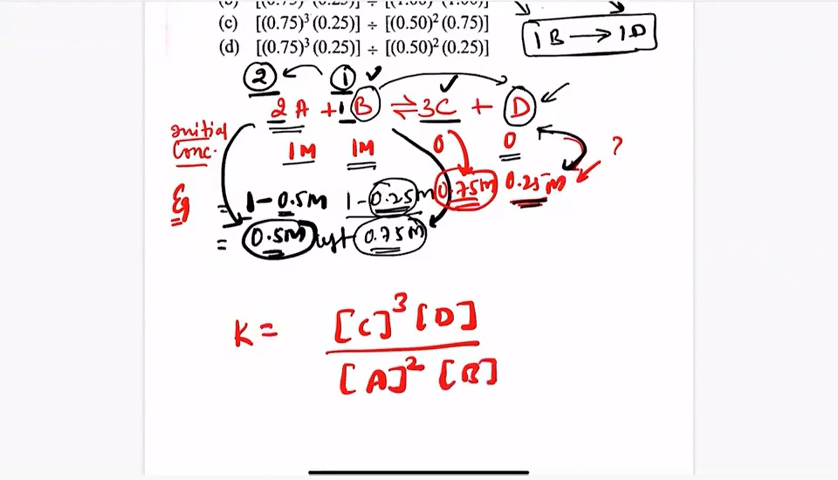 (c) [(0.75)³ (0.25)] ÷ [(0.50)² (0.75)]
(d) [(0.75)³ (0.25)] ÷ [(0.50)² (0.25)]
1B → 1D
2 1
2A + 1B ⇌ 3C + D
Initial Conc. 1M 1M 0 0 ?
Eq = 1-0.5M 1-0.25M 0.75M 0.25M
= 0.5M left 0.75M
K = [C]³ [D]
[A]² [B]